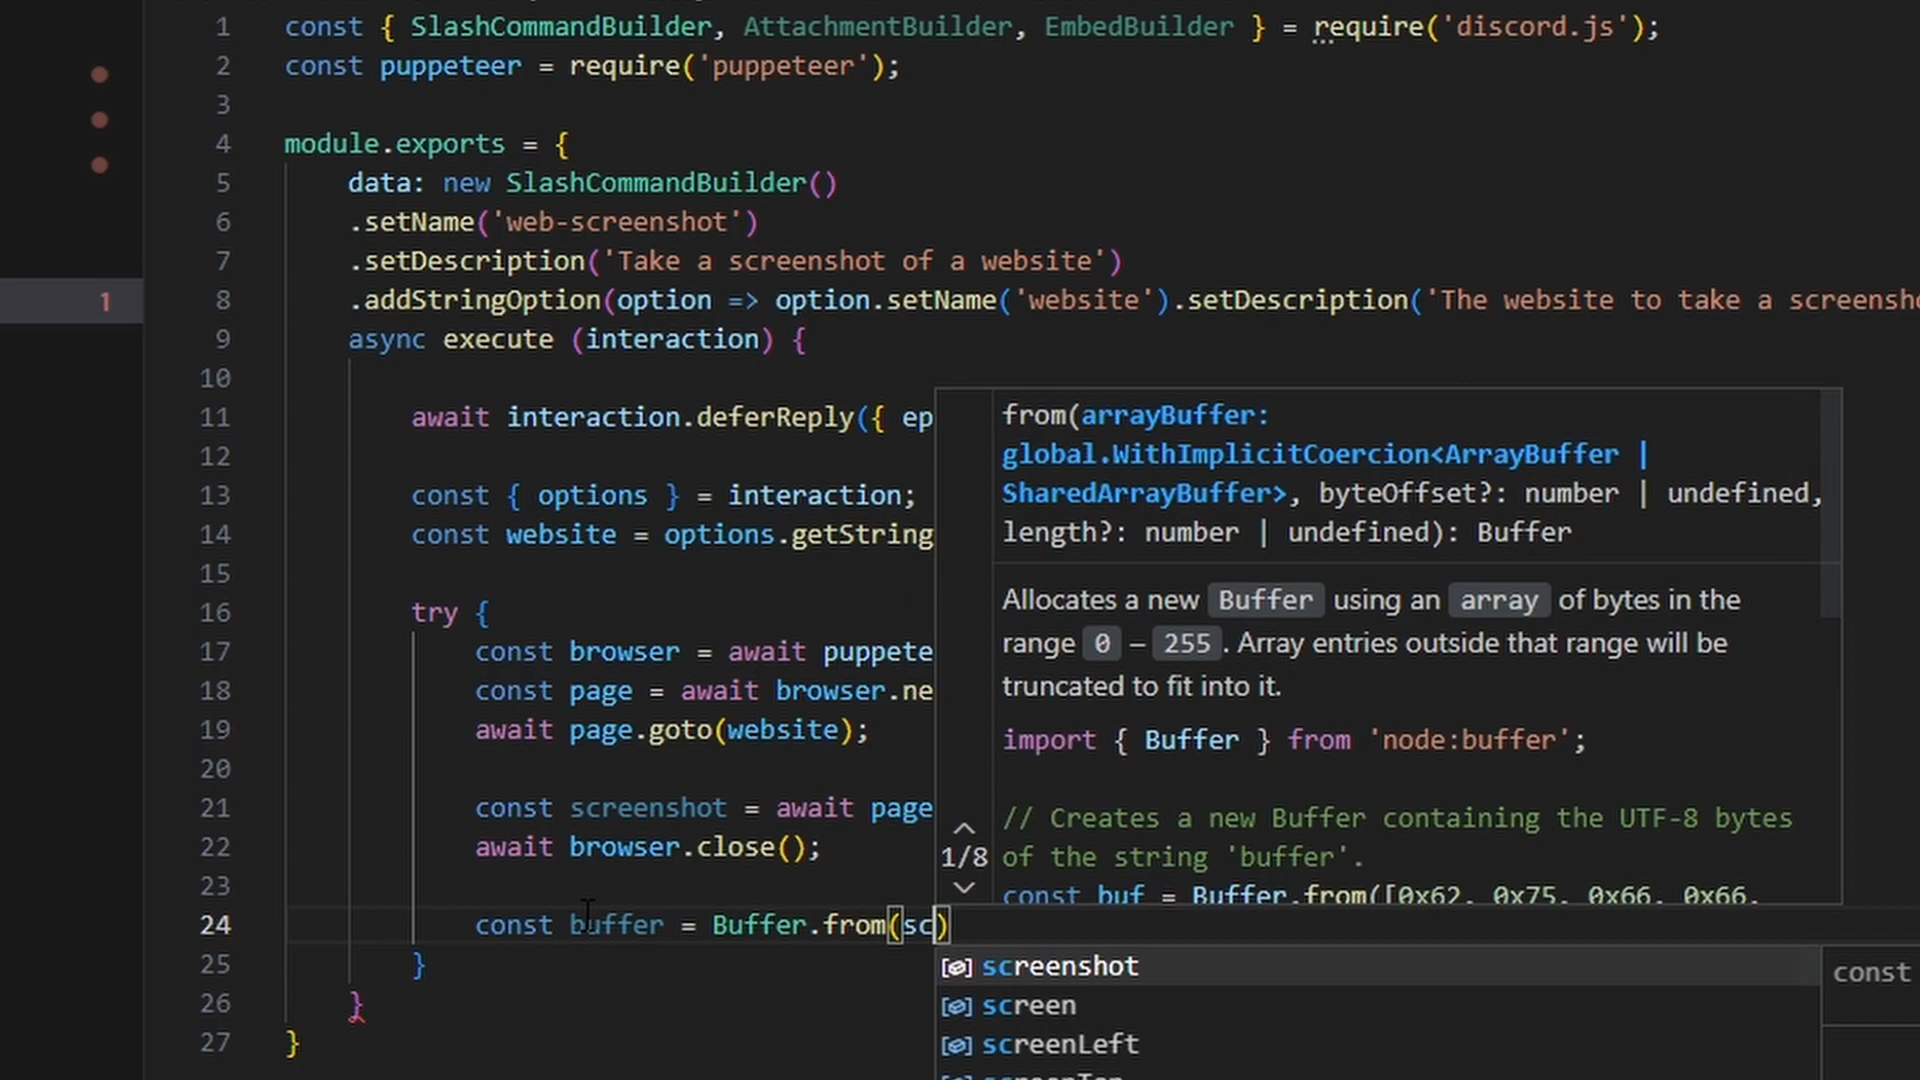 1 const { SlashCommandBuilder, AttachmentBuilder, EmbedBuilder } = require('discord.js');
2 const puppeteer = require('puppeteer');
3
4 module.exports = {
5 data: new SlashCommandBuilder()
6 .setName('web-screenshot')
7 .setDescription('Take a screenshot of a website')
1 8 .addStringOption(option => option.setName('website').setDescription('The website to take a screensh
9 async execute (interaction) {
10
11 await interaction.deferReply({ ep
12
13 const { options } = interaction;
14 const website = options.getString
15
16 try {
17 const browser = await puppete
18 const page = await browser.ne
19 await page.goto(website);
20
21 const screenshot = await page
22 await browser.close();
23
24 const buffer = Buffer.from(sc)
25 }
26 }
27 }
from(arrayBuffer:
global.WithImplicitCoercion<ArrayBuffer |
SharedArrayBuffer>, byteOffset?: number | undefined,
length?: number | undefined): Buffer
Allocates a new Buffer using an array of bytes in the
range 0 – 255. Array entries outside that range will be
truncated to fit into it.
import { Buffer } from 'node:buffer';
// Creates a new Buffer containing the UTF-8 bytes
1/8 of the string 'buffer'.
const buf = Buffer.from([0x62, 0x75, 0x66, 0x66,
screenshot
const
screen
screenLeft